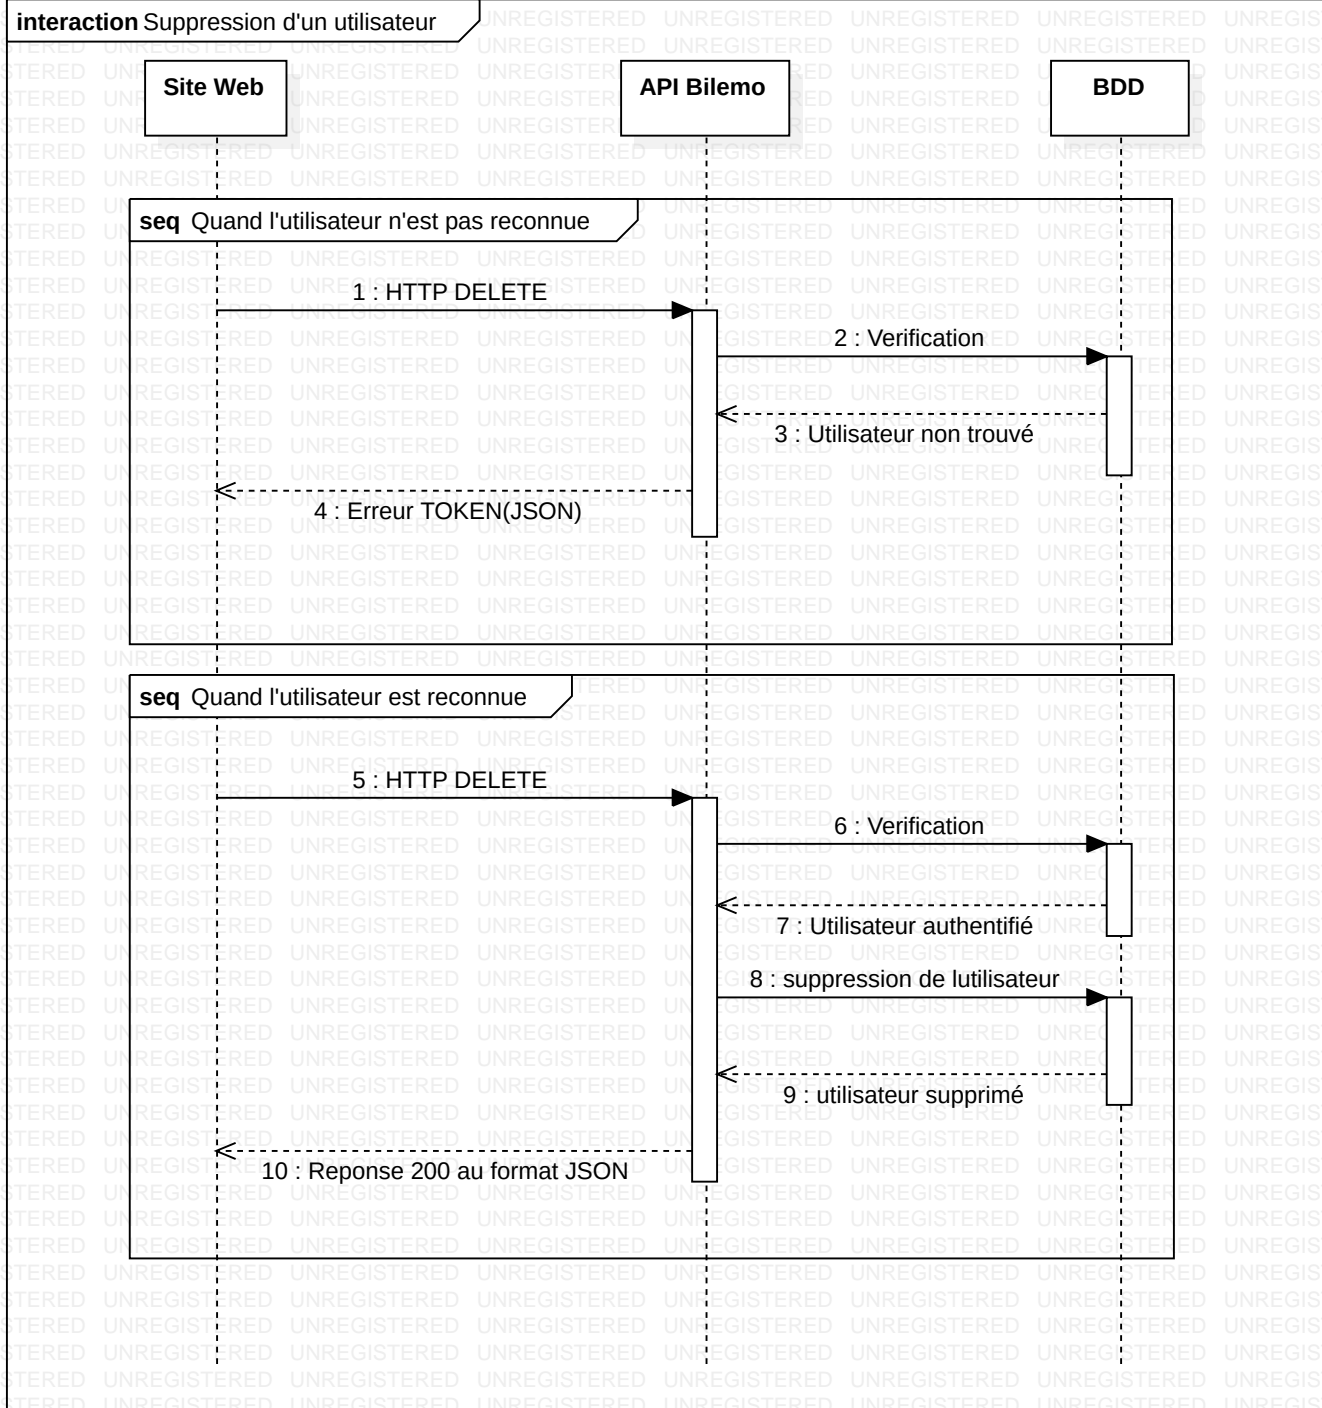 interaction Suppression d'un utilisateur
Site Web
API Bilemo
BDD
seq Quand l'utilisateur n'est pas reconnue
1 : HTTP DELETE
2 : Verification
3 : Utilisateur non trouvé
4 : Erreur TOKEN(JSON)
seq Quand l'utilisateur est reconnue
5 : HTTP DELETE
6 : Verification
7 : Utilisateur authentifié
8 : suppression de lutilisateur
9 : utilisateur supprimé
10 : Reponse 200 au format JSON
UNREGISTERED